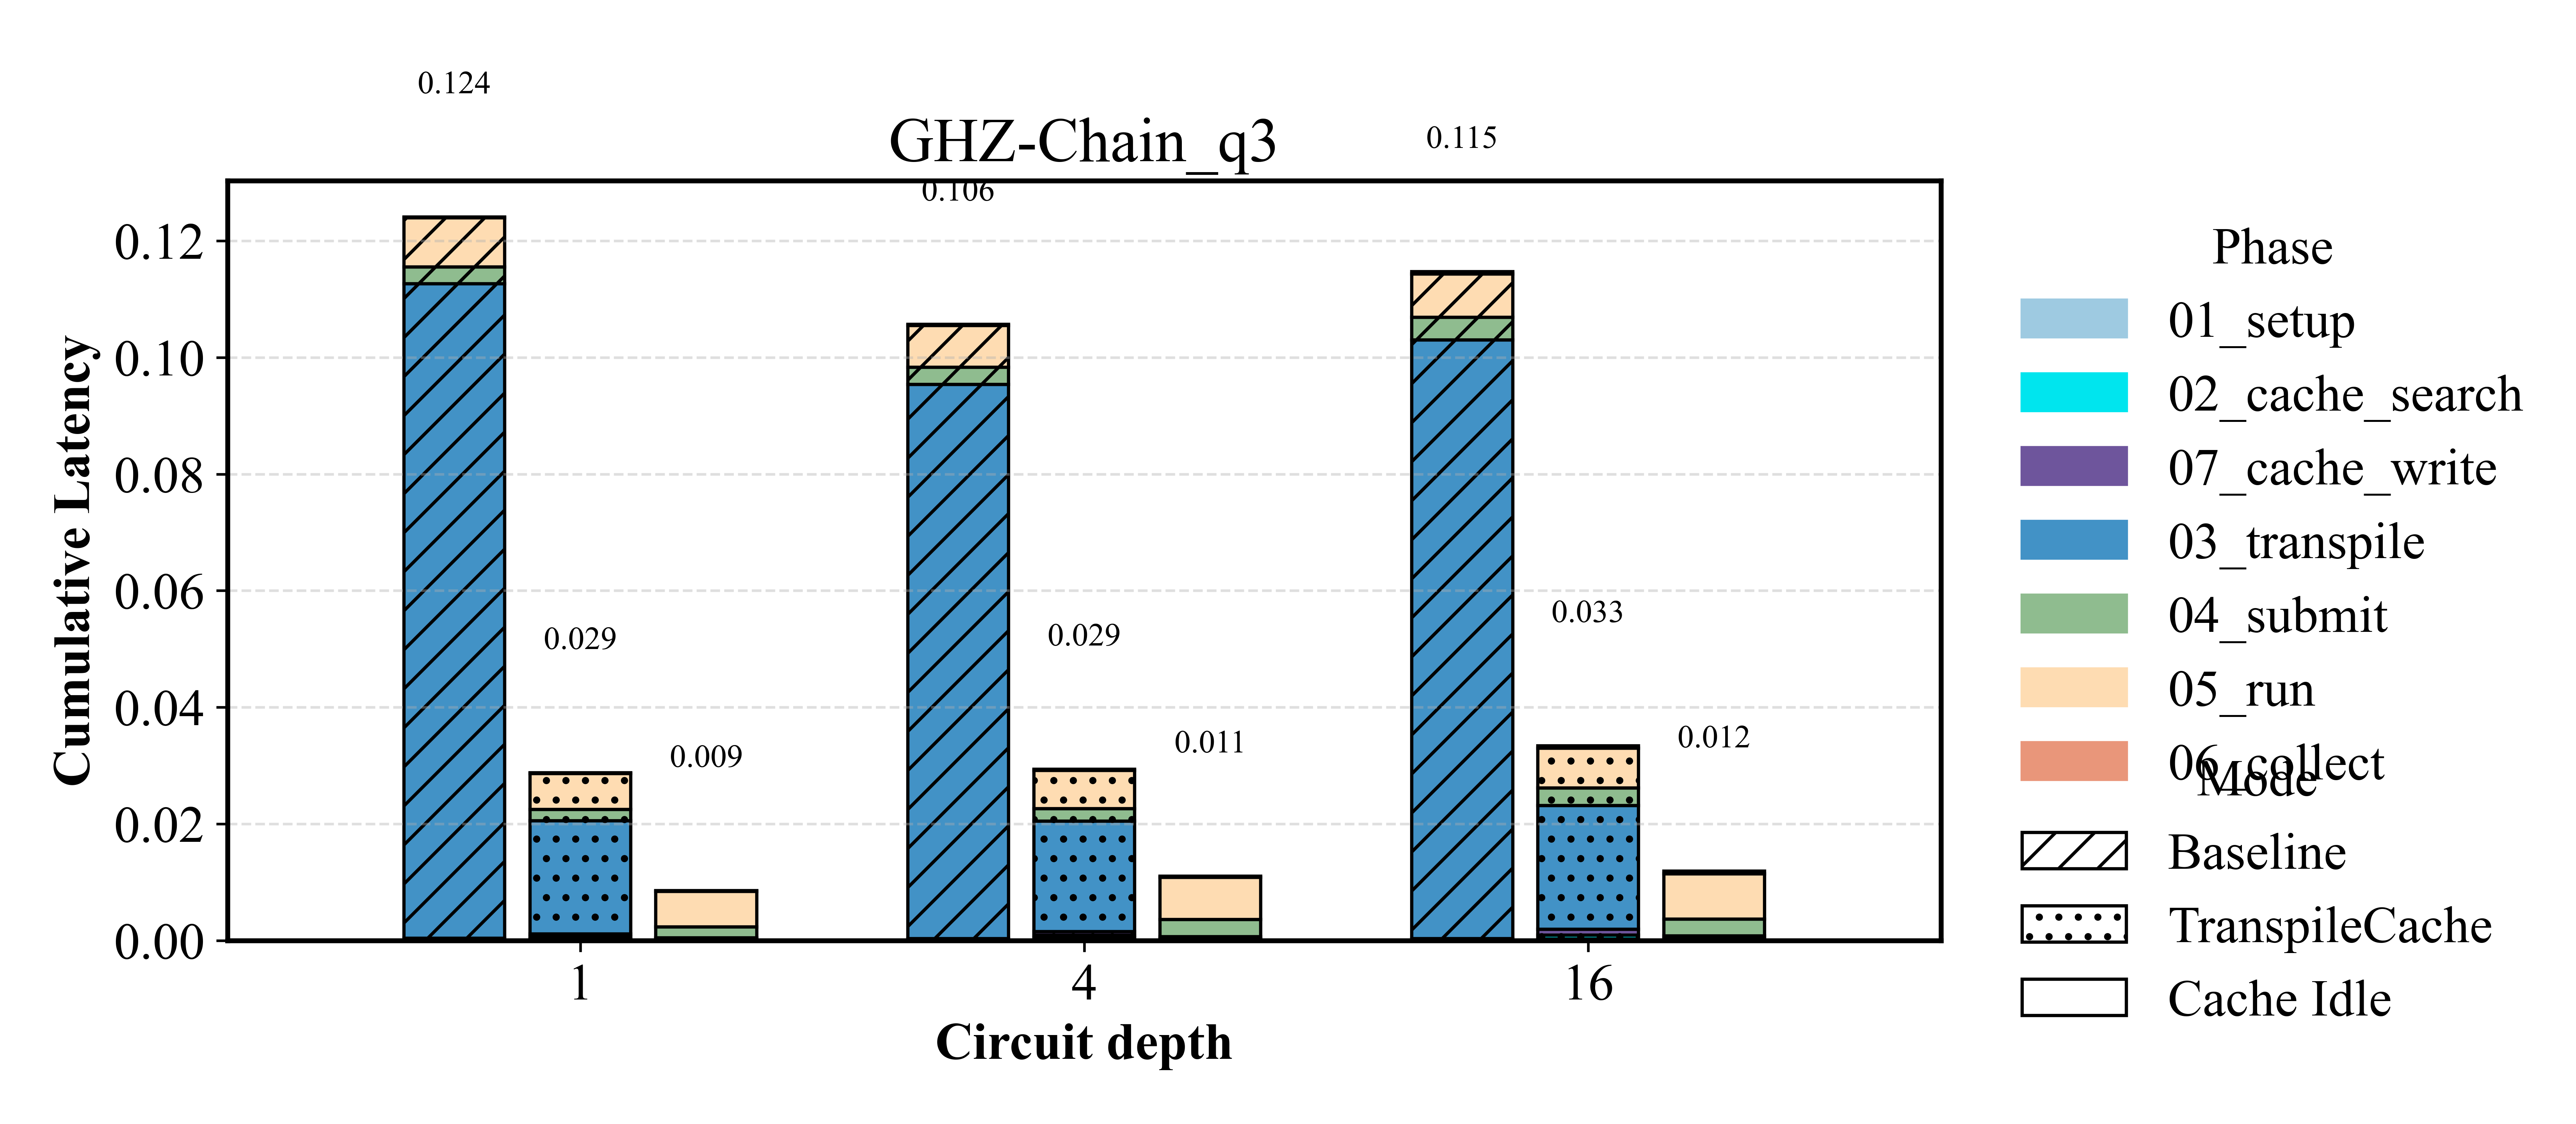 0.124
GHZ-Chain_q3
0.115
0.106
0.029
0.009
0.029
0.011
0.033
0.012
Cumulative Latency
0.12
0.10
0.08
0.06
0.04
0.02
0.00
1
4
16
Circuit depth
Phase
01_setup
02_cache_search
07_cache_write
03_transpile
04_submit
05_run
06_collect
Mode
Baseline
TranspileCache
Cache Idle